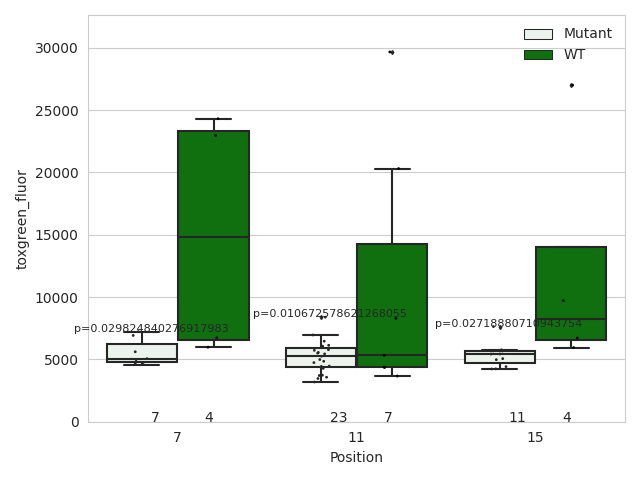 Mutant
WT
30000
25000
20000
15000
10000
5000
0
toxgreen_fluor
p=0.029824840276917983
p=0.010672578621268055
p=0.02718880710943754
7 4 23 7 11 4
7 11 15
Position